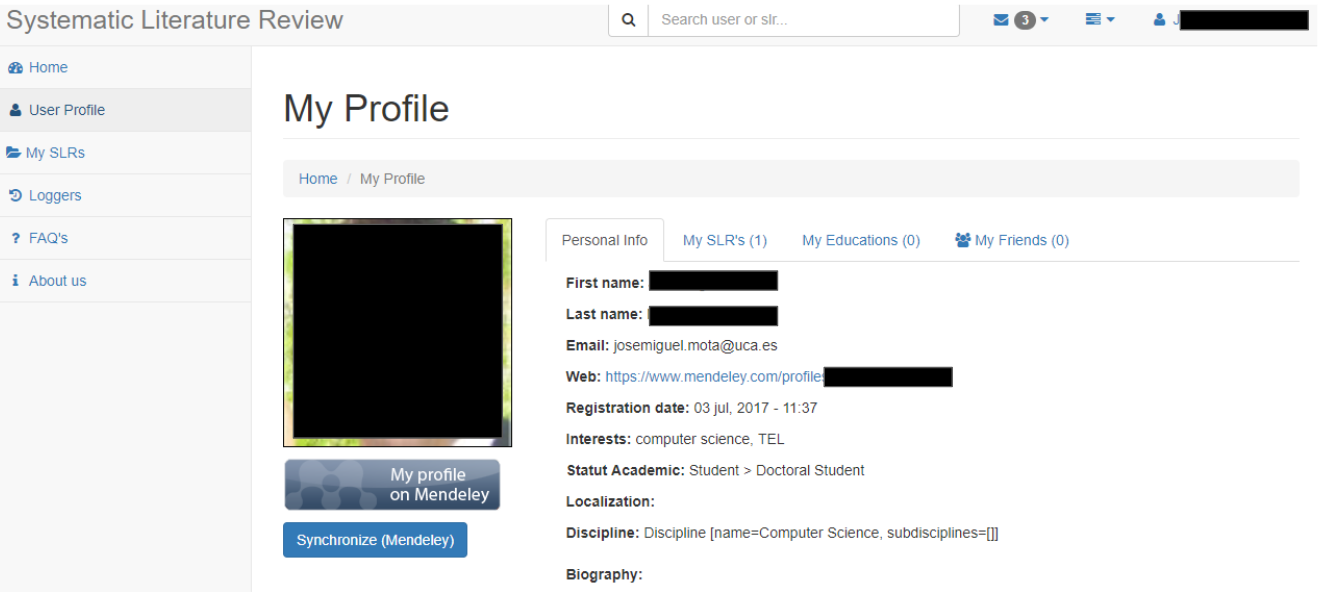 Systematic Literature Review
Search user or slr...
3
J
Home
User Profile
My SLRs
Loggers
? FAQ's
i About us
My Profile
Home / My Profile
My profile
on Mendeley
Synchronize (Mendeley)
Personal Info My SLR's (1) My Educations (0) My Friends (0)
First name:
Last name:
Email: josemiguel.mota@uca.es
Web: https://www.mendeley.com/profiles
Registration date: 03 jul, 2017 - 11:37
Interests: computer science, TEL
Statut Academic: Student > Doctoral Student
Localization:
Discipline: Discipline [name=Computer Science, subdisciplines=[]]
Biography: